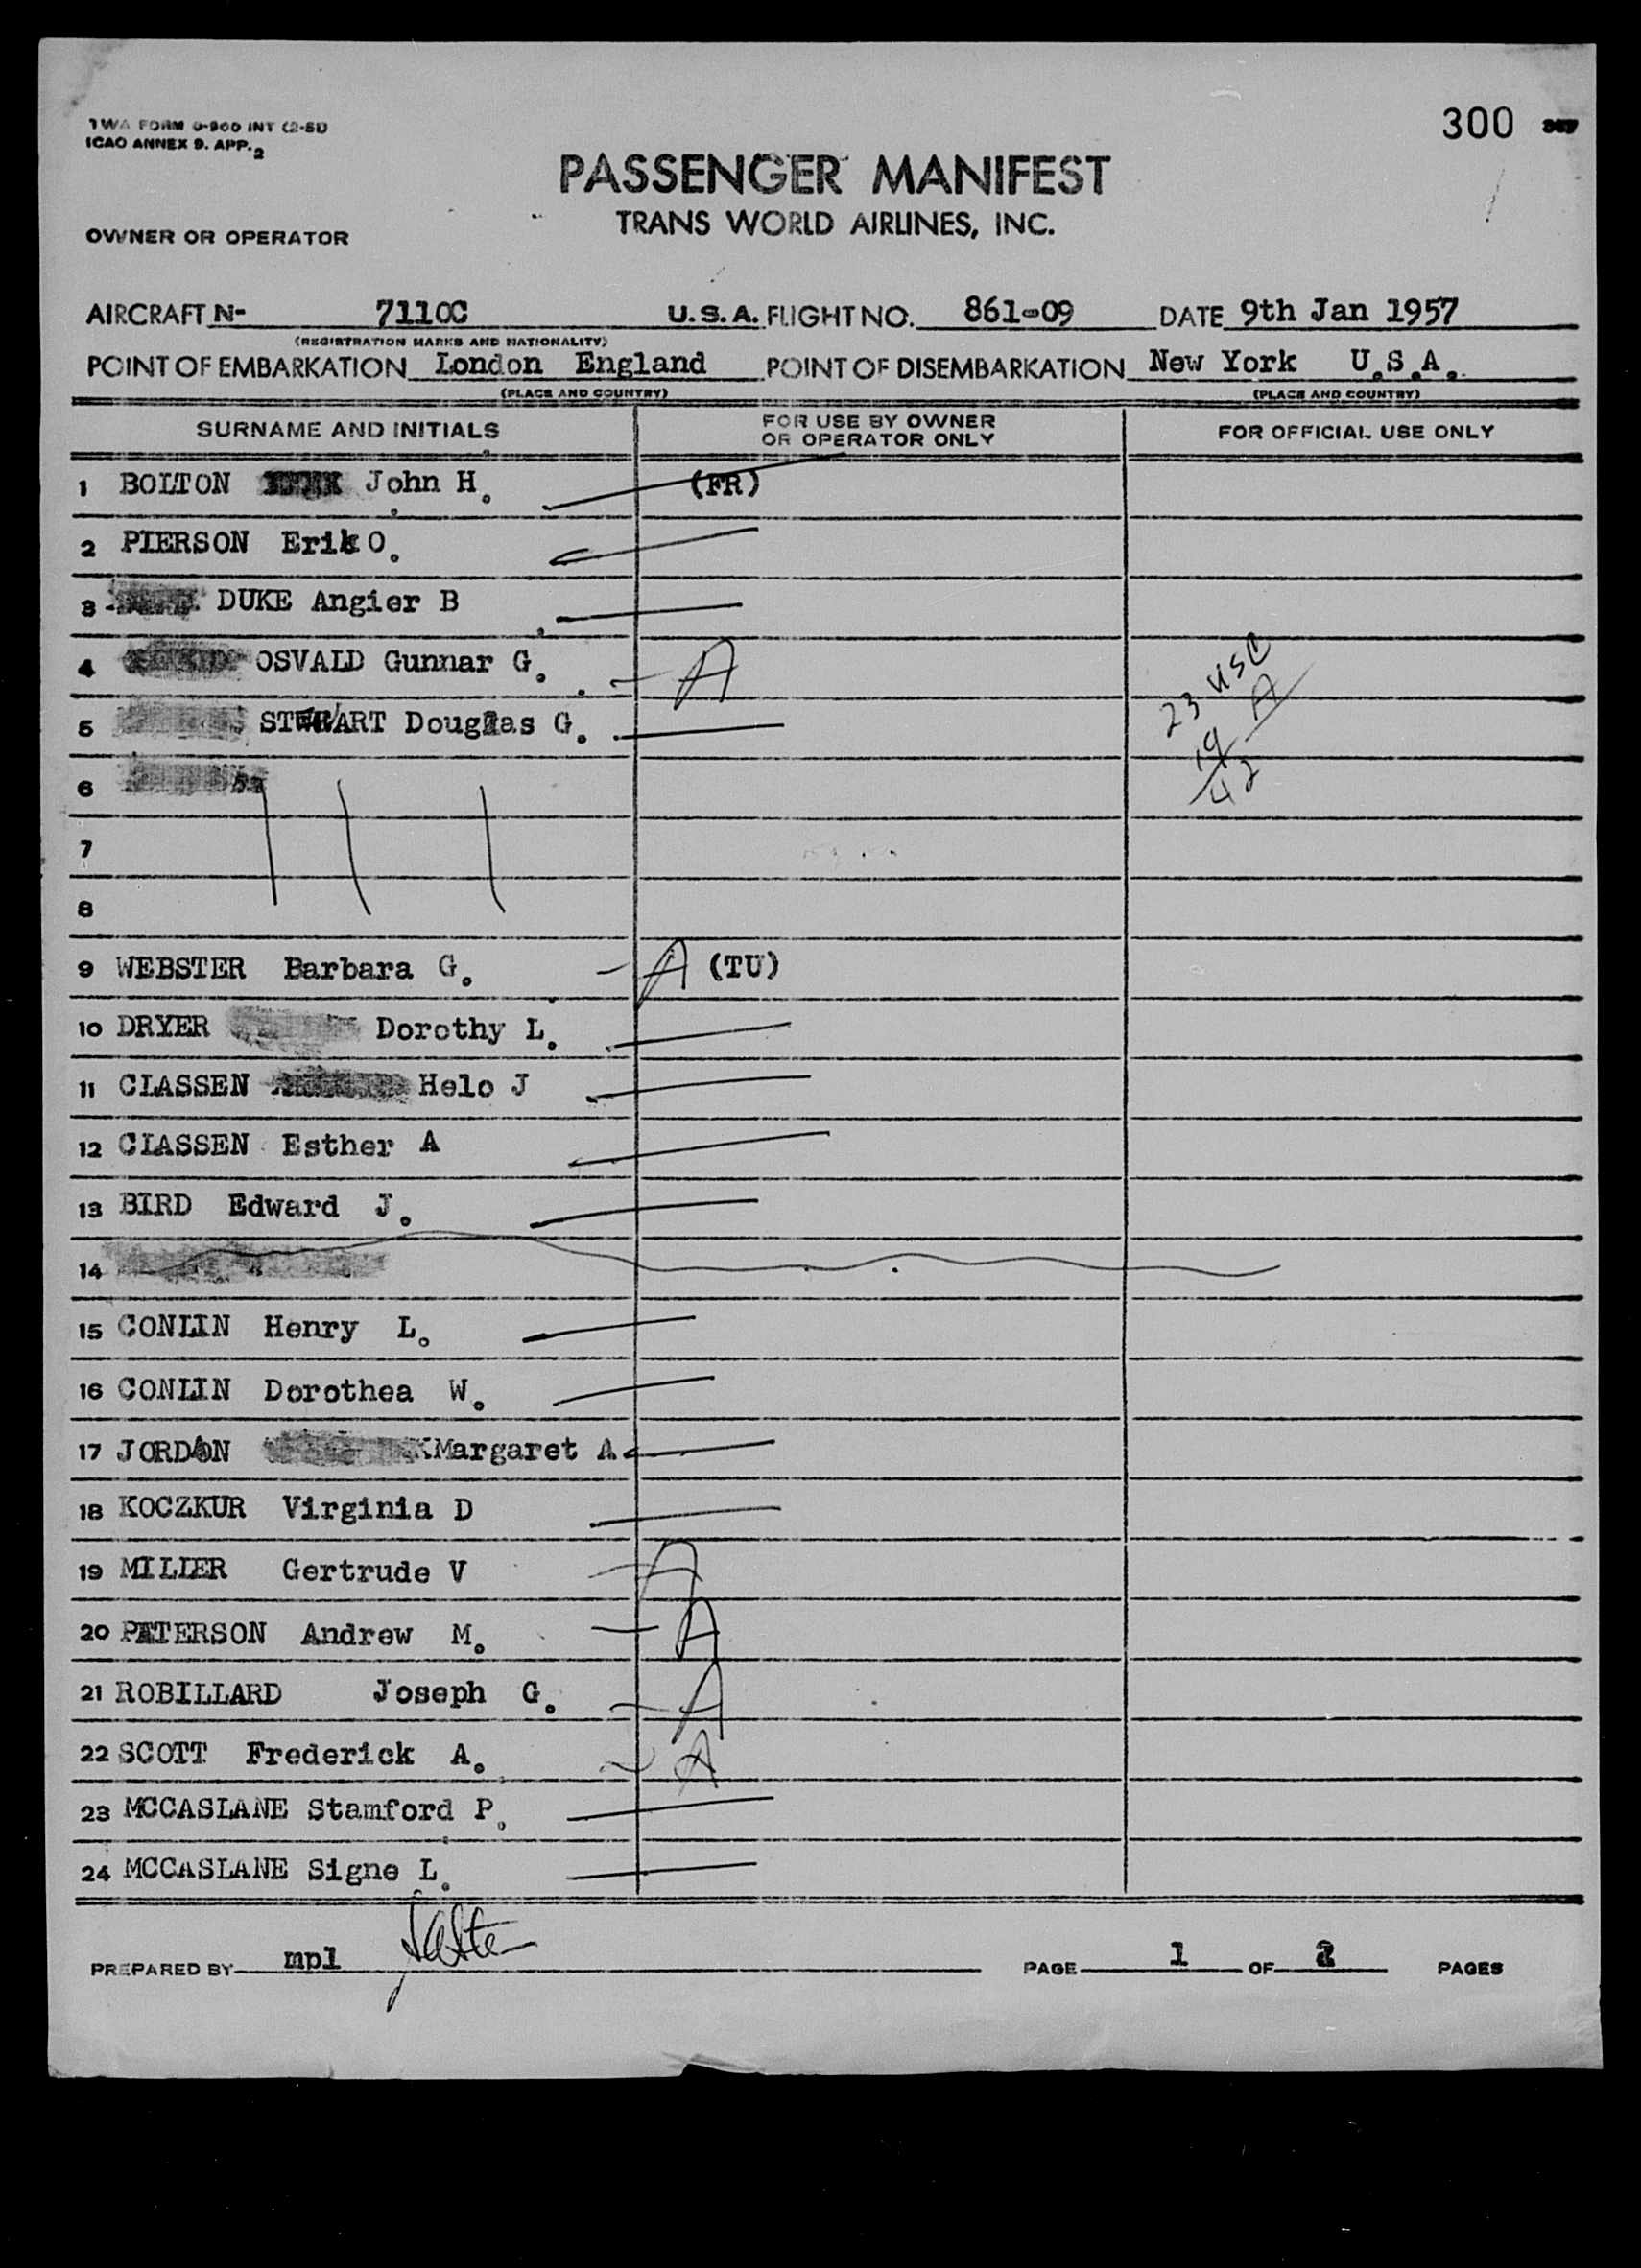 TWA FORM O-900 INT (2-51)
ICAO ANNEX 9. APP. 2
300
PASSENGER MANIFEST
TRANS WORLD AIRLINES, INC.
OWNER OR OPERATOR
AIRCRAFT N- 7110C U.S.A. FLIGHT NO. 861-09 DATE 9th Jan 1957
(REGISTRATION MARKS AND NATIONALITY)
POINT OF EMBARKATION London England POINT OF DISEMBARKATION New York U.S.A.
(PLACE AND COUNTRY) (PLACE AND COUNTRY)
SURNAME AND INITIALS FOR USE BY OWNER OR OPERATOR ONLY FOR OFFICIAL USE ONLY
1 BOLTON John H. (FR)
2 PIERSON Erik O.
3 DUKE Angier B
4 OSVALD Gunnar G. A
23 USC
19 A
42
5 STEWART Douglas G.
6
7
8
9 WEBSTER Barbara G. A (TU)
10 DRYER Dorothy L.
11 CLASSEN Helo J
12 CLASSEN Esther A
13 BIRD Edward J.
14
15 CONLIN Henry L.
16 CONLIN Dorothea W.
17 JORDON Margaret A
18 KOCZKUR Virginia D
19 MILLER Gertrude V A
20 PETERSON Andrew M. A
21 ROBILLARD Joseph G. A
22 SCOTT Frederick A. A
23 MCCASLANE Stamford P.
24 MCCASLANE Signe L.
PREPARED BY mpl PAGE 1 OF 2 PAGES